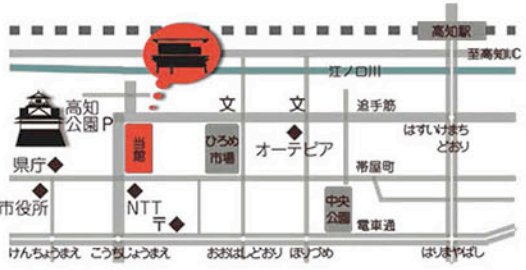 高知駅
至高知I.C
江ノ口川
高知
公園P
文
文
追手筋
はすいけまち
どおり
当館
ひろめ
市場
オーテピア
県庁
帯屋町
市役所
NTT
〒
中央
公園
電車通
けんちょうまえ
こうちじょうまえ
おおはしどおり
ほりづめ
はりまやばし